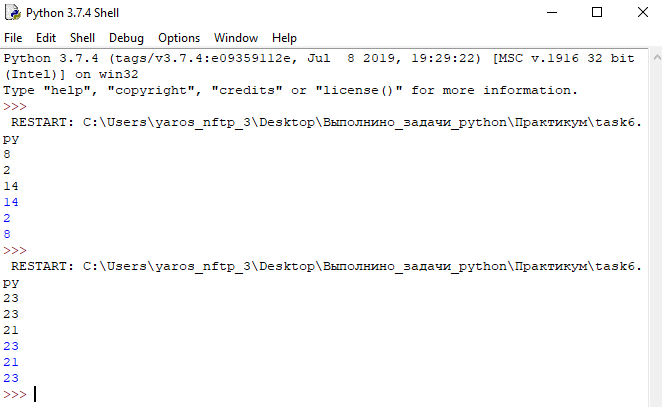 Python 3.7.4 Shell
File Edit Shell Debug Options Window Help
Python 3.7.4 (tags/v3.7.4:e09359112e, Jul  8 2019, 19:29:22) [MSC v.1916 32 bit
(Intel)] on win32
Type "help", "copyright", "credits" or "license()" for more information.
>>>
 RESTART: C:\Users\yaros_nftp_3\Desktop\Выполнино_задачи_python\Практикум\task6.
py
8
2
14
14
2
8
>>>
 RESTART: C:\Users\yaros_nftp_3\Desktop\Выполнино_задачи_python\Практикум\task6.
py
23
23
21
23
21
23
>>>